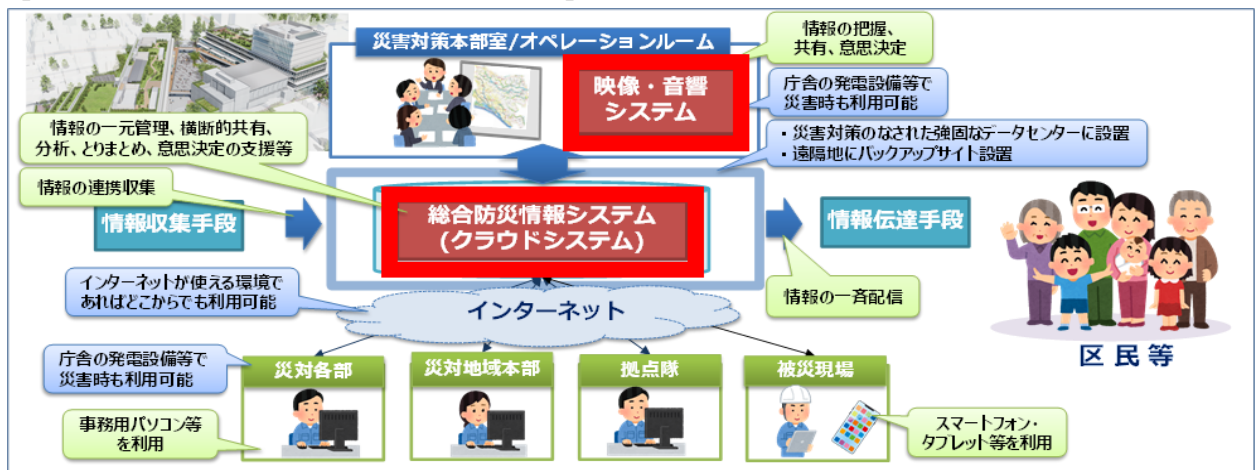 災害対策本部室/オペレーションルーム
映像・音響
システム
情報の把握、
共有、意思決定
庁舎の発電設備等で
災害時も利用可能
・災害対策のなされた強固なデータセンターに設置
・遠隔地にバックアップサイト設置
情報の一元管理、横断的共有、
分析、とりまとめ、意思決定の支援等
情報の連携収集
情報収集手段
総合防災情報システム
(クラウドシステム)
情報伝達手段
情報の一斉配信
インターネットが使える環境で
あればどこからでも利用可能
インターネット
区民等
庁舎の発電設備等で
災害時も利用可能
災対各部
災対地域本部
拠点隊
被災現場
事務用パソコン等
を利用
スマートフォン・
タブレット等を利用